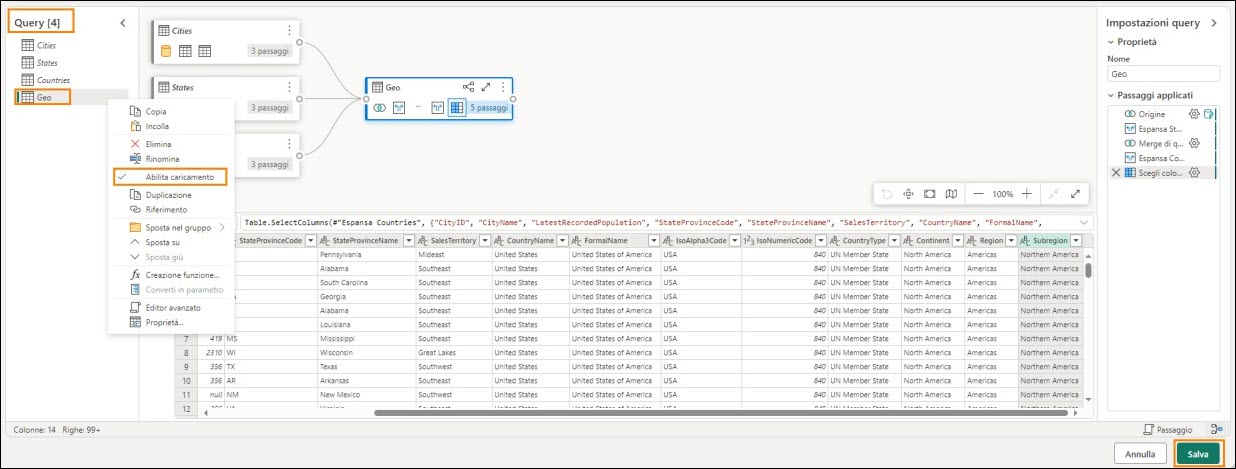 Query [4]
Cities
States
Countries
Geo
Copia
Incolla
Elimina
Rinomina
Abilita caricamento
Duplicazione
Riferimento
Sposta nel gruppo
Sposta su
Sposta giù
Creazione funzione...
Converti in parametro
Editor avanzato
Proprietà...
Cities
3 passaggi
States
3 passaggi
3 passaggi
Geo
5 passaggi
100%
Table.SelectColumns(#"Espansa Countries", {"CityID", "CityName", "LatestRecordedPopulation", "StateProvinceCode", "StateProvinceName", "SalesTerritory", "CountryName", "FormalName",
StateProvinceCode StateProvinceName SalesTerritory CountryName FormalName IsoAlpha3Code IsoNumericCode CountryType Continent Region Subregion
Pennsylvania Mideast United States United States of America USA 840 UN Member State North America Americas Northern America
Alabama Southeast United States United States of America USA 840 UN Member State North America Americas Northern America
South Carolina Southeast United States United States of America USA 840 UN Member State North America Americas Northern America
Georgia Southeast United States United States of America USA 840 UN Member State North America Americas Northern America
Alabama Southeast United States United States of America USA 840 UN Member State North America Americas Northern America
Louisiana Southeast United States United States of America USA 840 UN Member State North America Americas Northern America
7 419 MS Mississippi Southeast United States United States of America USA 840 UN Member State North America Americas Northern America
8 2310 WI Wisconsin Great Lakes United States United States of America USA 840 UN Member State North America Americas Northern America
9 356 TX Texas Southwest United States United States of America USA 840 UN Member State North America Americas Northern America
10 356 AR Arkansas Southeast United States United States of America USA 840 UN Member State North America Americas Northern America
11 null NM New Mexico Southwest United States United States of America USA 840 UN Member State North America Americas Northern America
12
Colonne: 14 Righe: 99+
Impostazioni query
Proprietà
Nome
Geo
Passaggi applicati
Origine
Espansa St...
Merge di q...
Espansa Co...
Scegli colo...
Passaggio
Annulla
Salva